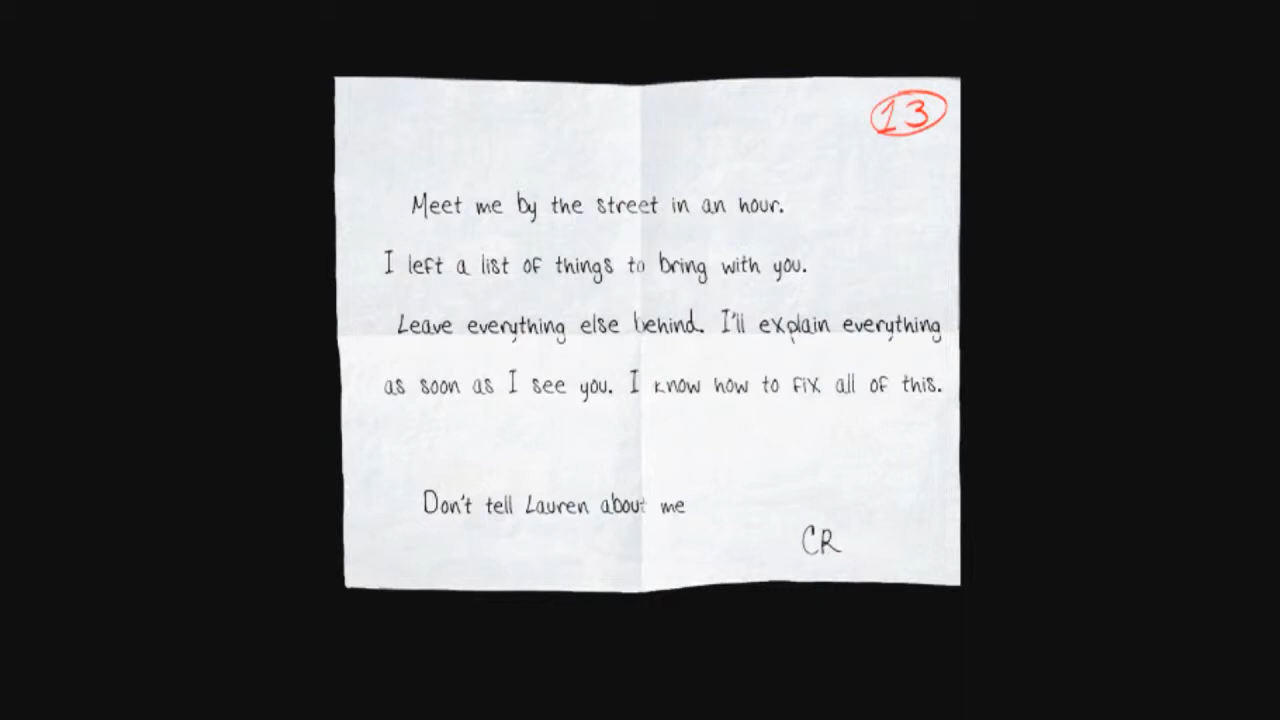 13
Meet me by the street in an hour.
I left a list of things to bring with you.
Leave everything else behind. I'll explain everything
as soon as I see you. I know how to fix all of this.
Don't tell Lauren about me
CR